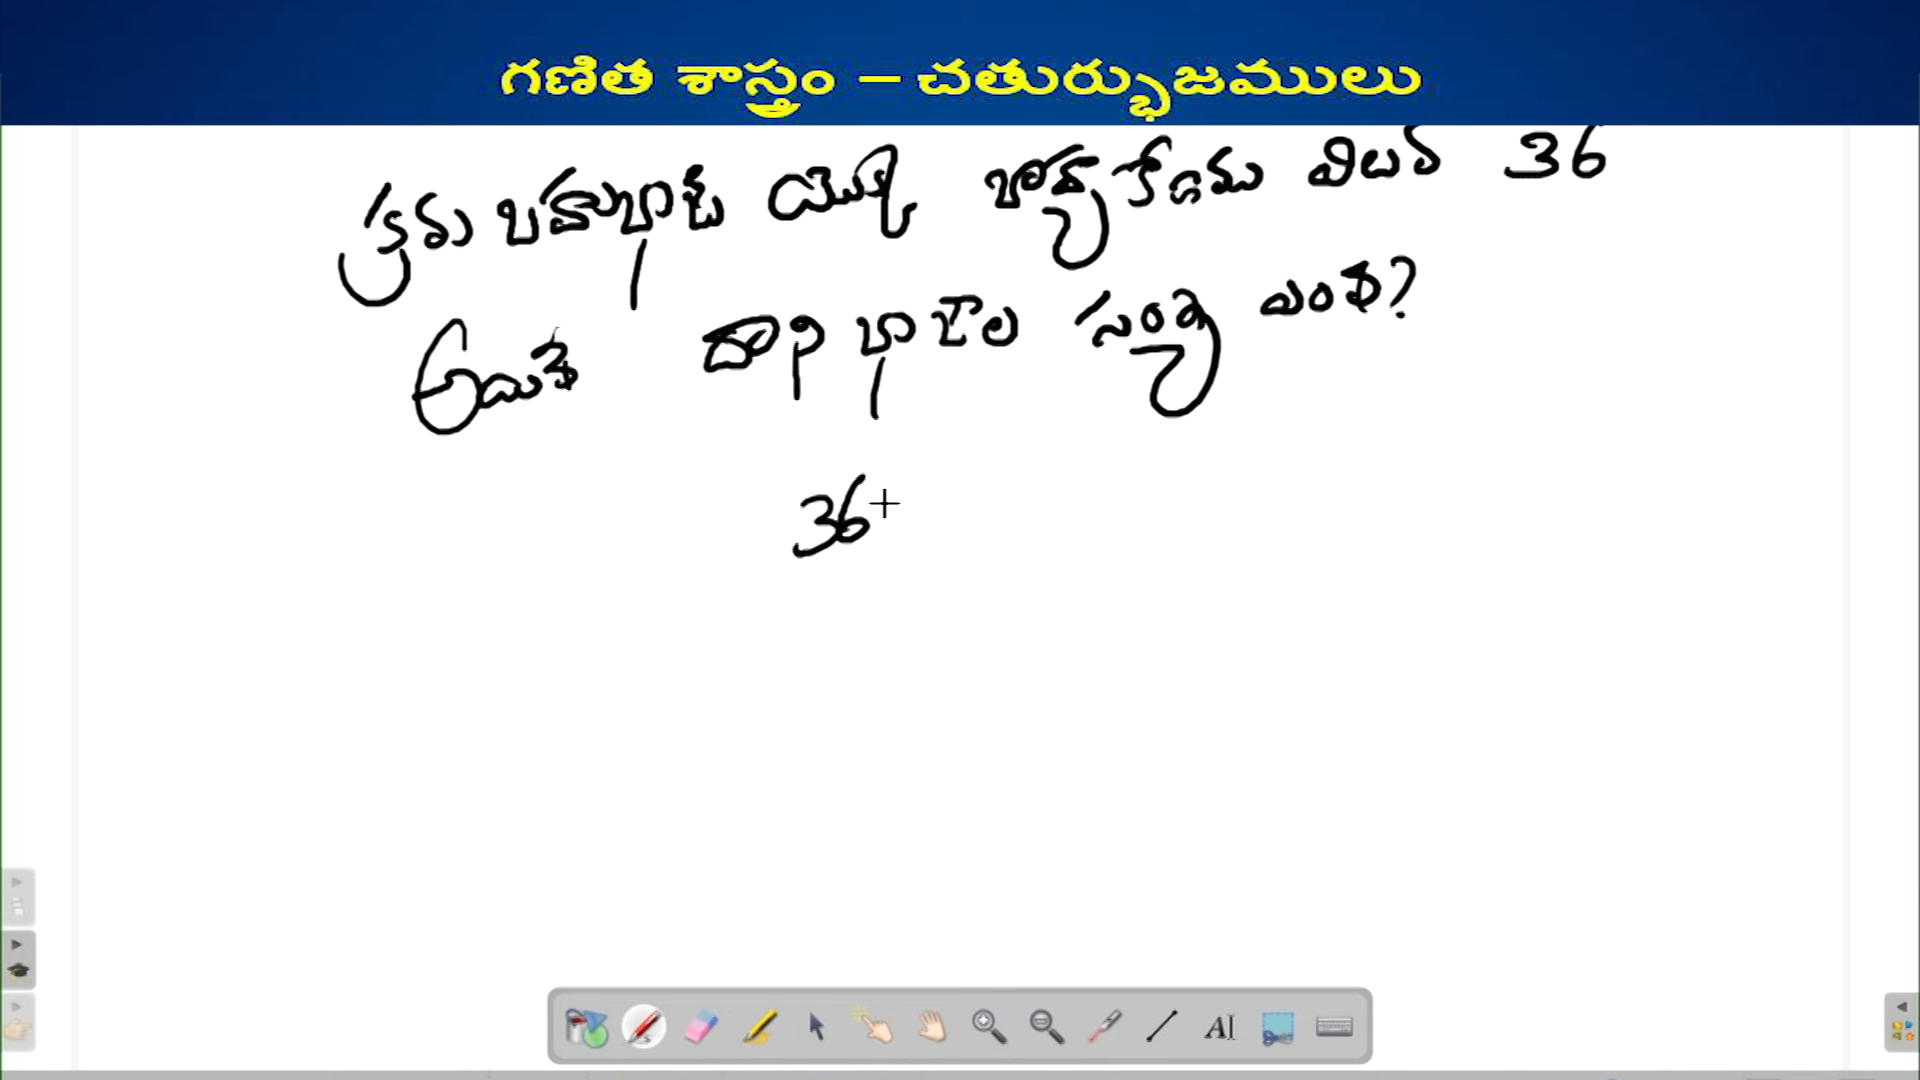 గణిత శాస్త్రం – చతుర్భుజములు
క్రమ బహుభుజి యొక్క బాహ్యకోణము విలువ 36
అయితే దాని భుజాల సంఖ్య ఎంత?
36